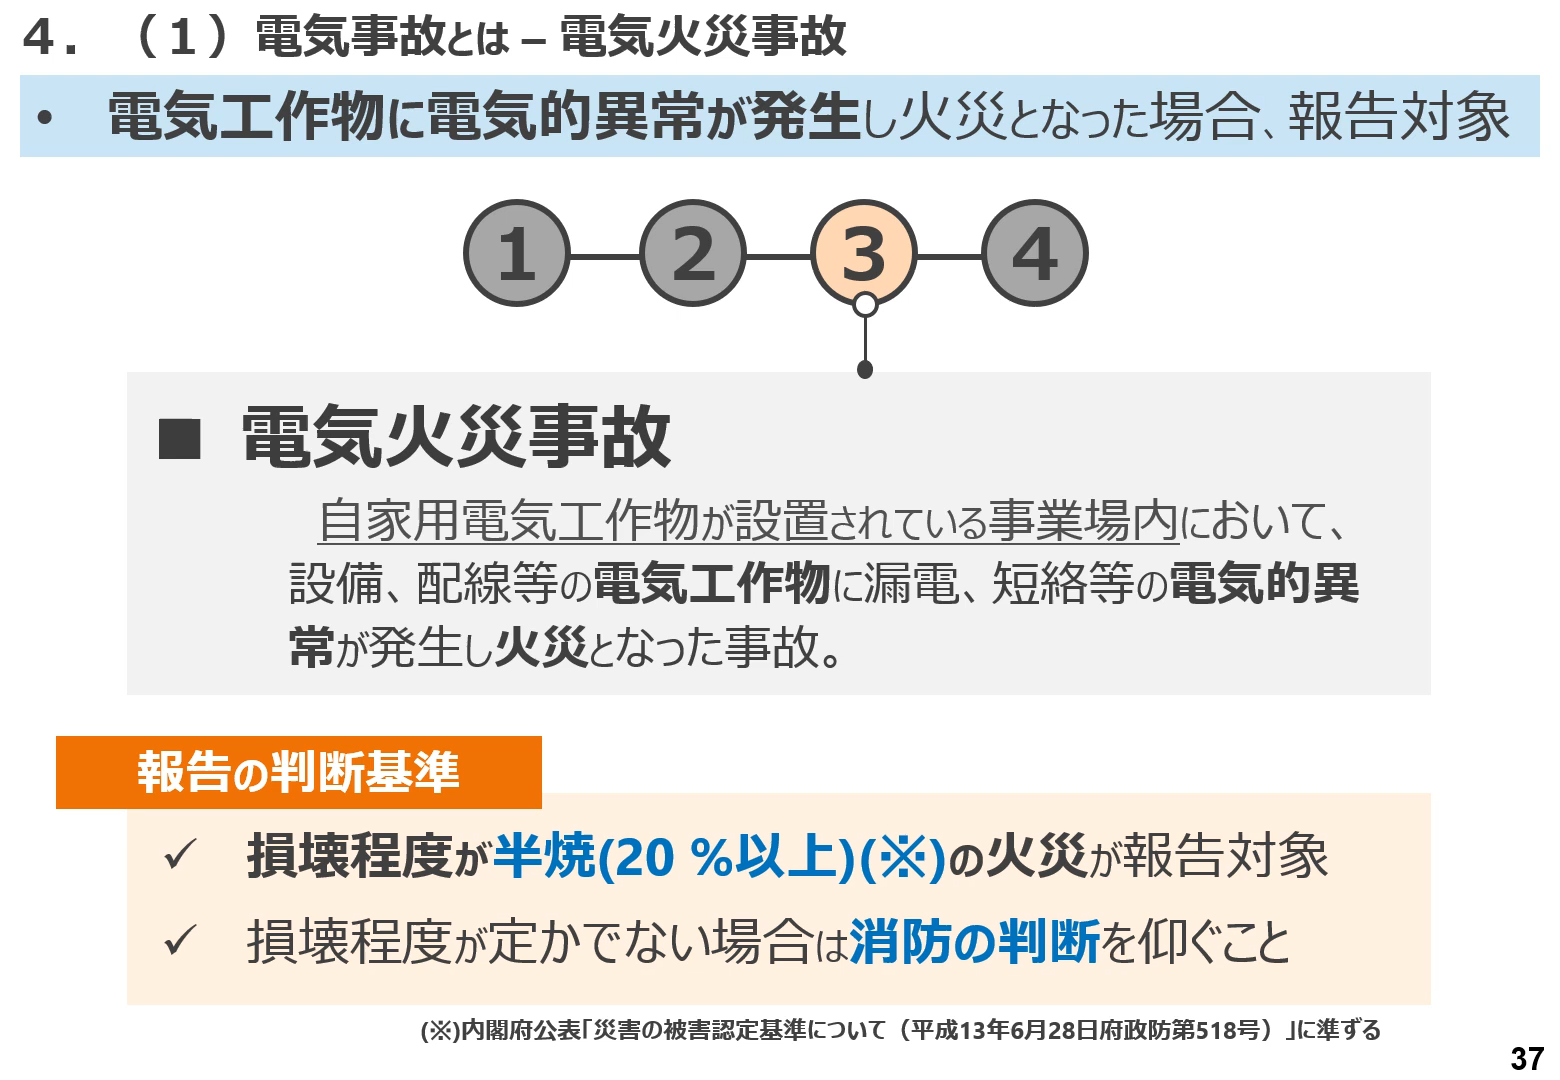 ４．（１）電気事故とは – 電気火災事故
• 電気工作物に電気的異常が発生し火災となった場合、報告対象
1 2 3 4
■ 電気火災事故
自家用電気工作物が設置されている事業場内において、
設備、配線等の電気工作物に漏電、短絡等の電気的異
常が発生し火災となった事故。
報告の判断基準
✓ 損壊程度が半焼(20 %以上)(※)の火災が報告対象
✓ 損壊程度が定かでない場合は消防の判断を仰ぐこと
(※)内閣府公表｢災害の被害認定基準について（平成13年6月28日府政防第518号）｣に準ずる
37